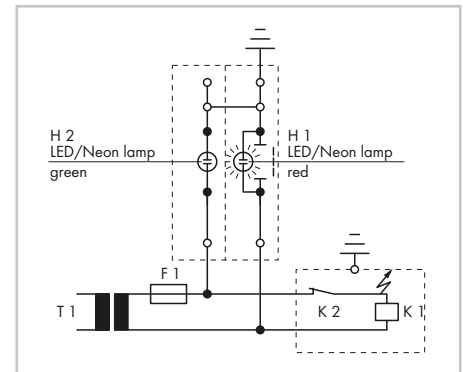 H 2
LED/Neon lamp
green
H 1
LED/Neon lamp
red
F 1
T 1
K 2
K 1